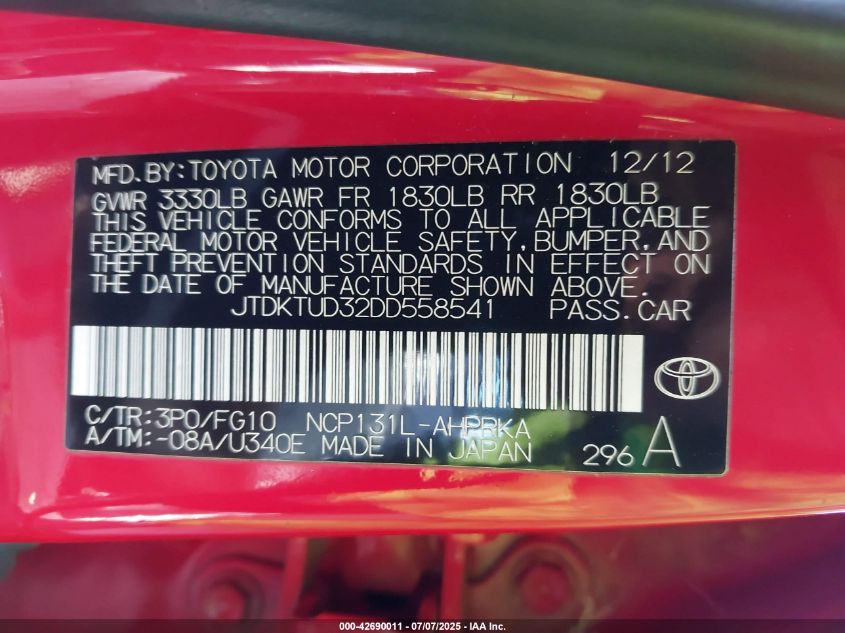 MFD.BY:TOYOTA MOTOR CORPORATION 12/12
GVWR 3330LB GAWR FR 1830LB RR 1830LB
THIS VEHICLE CONFORMS TO ALL APPLICABLE
FEDERAL MOTOR VEHICLE SAFETY,BUMPER,AND
THEFT PREVENTION STANDARDS IN EFFECT ON
THE DATE OF MANUFACTURE SHOWN ABOVE.
JTDKTUD32DD558541 PASS.CAR
C/TR:3P0/FG10 NCP131L-AHPRKA
A/TM:-08A/U340E MADE IN JAPAN 296 A
000-42690011 - 07/07/2025 - IAA Inc.